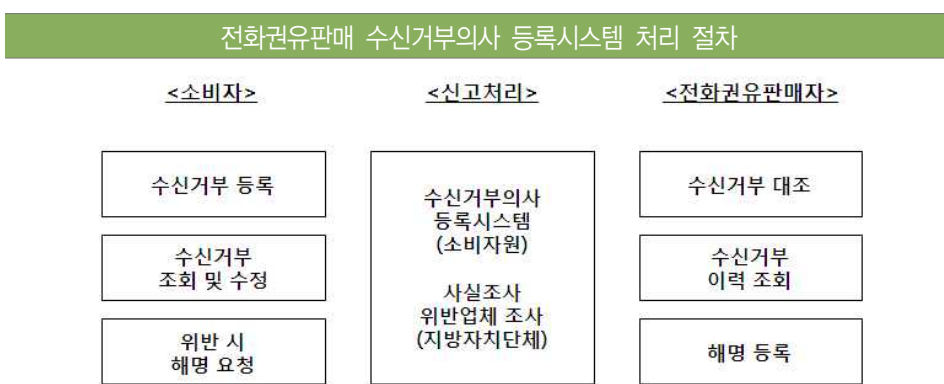 전화권유판매 수신거부의사 등록시스템 처리 절차
<소비자>
<신고처리>
<전화권유판매자>
수신거부 등록
수신거부
조회 및 수정
위반 시
해명 요청
수신거부의사
등록시스템
(소비자원)
사실조사
위반업체 조사
(지방자치단체)
수신거부 대조
수신거부
이력 조회
해명 등록